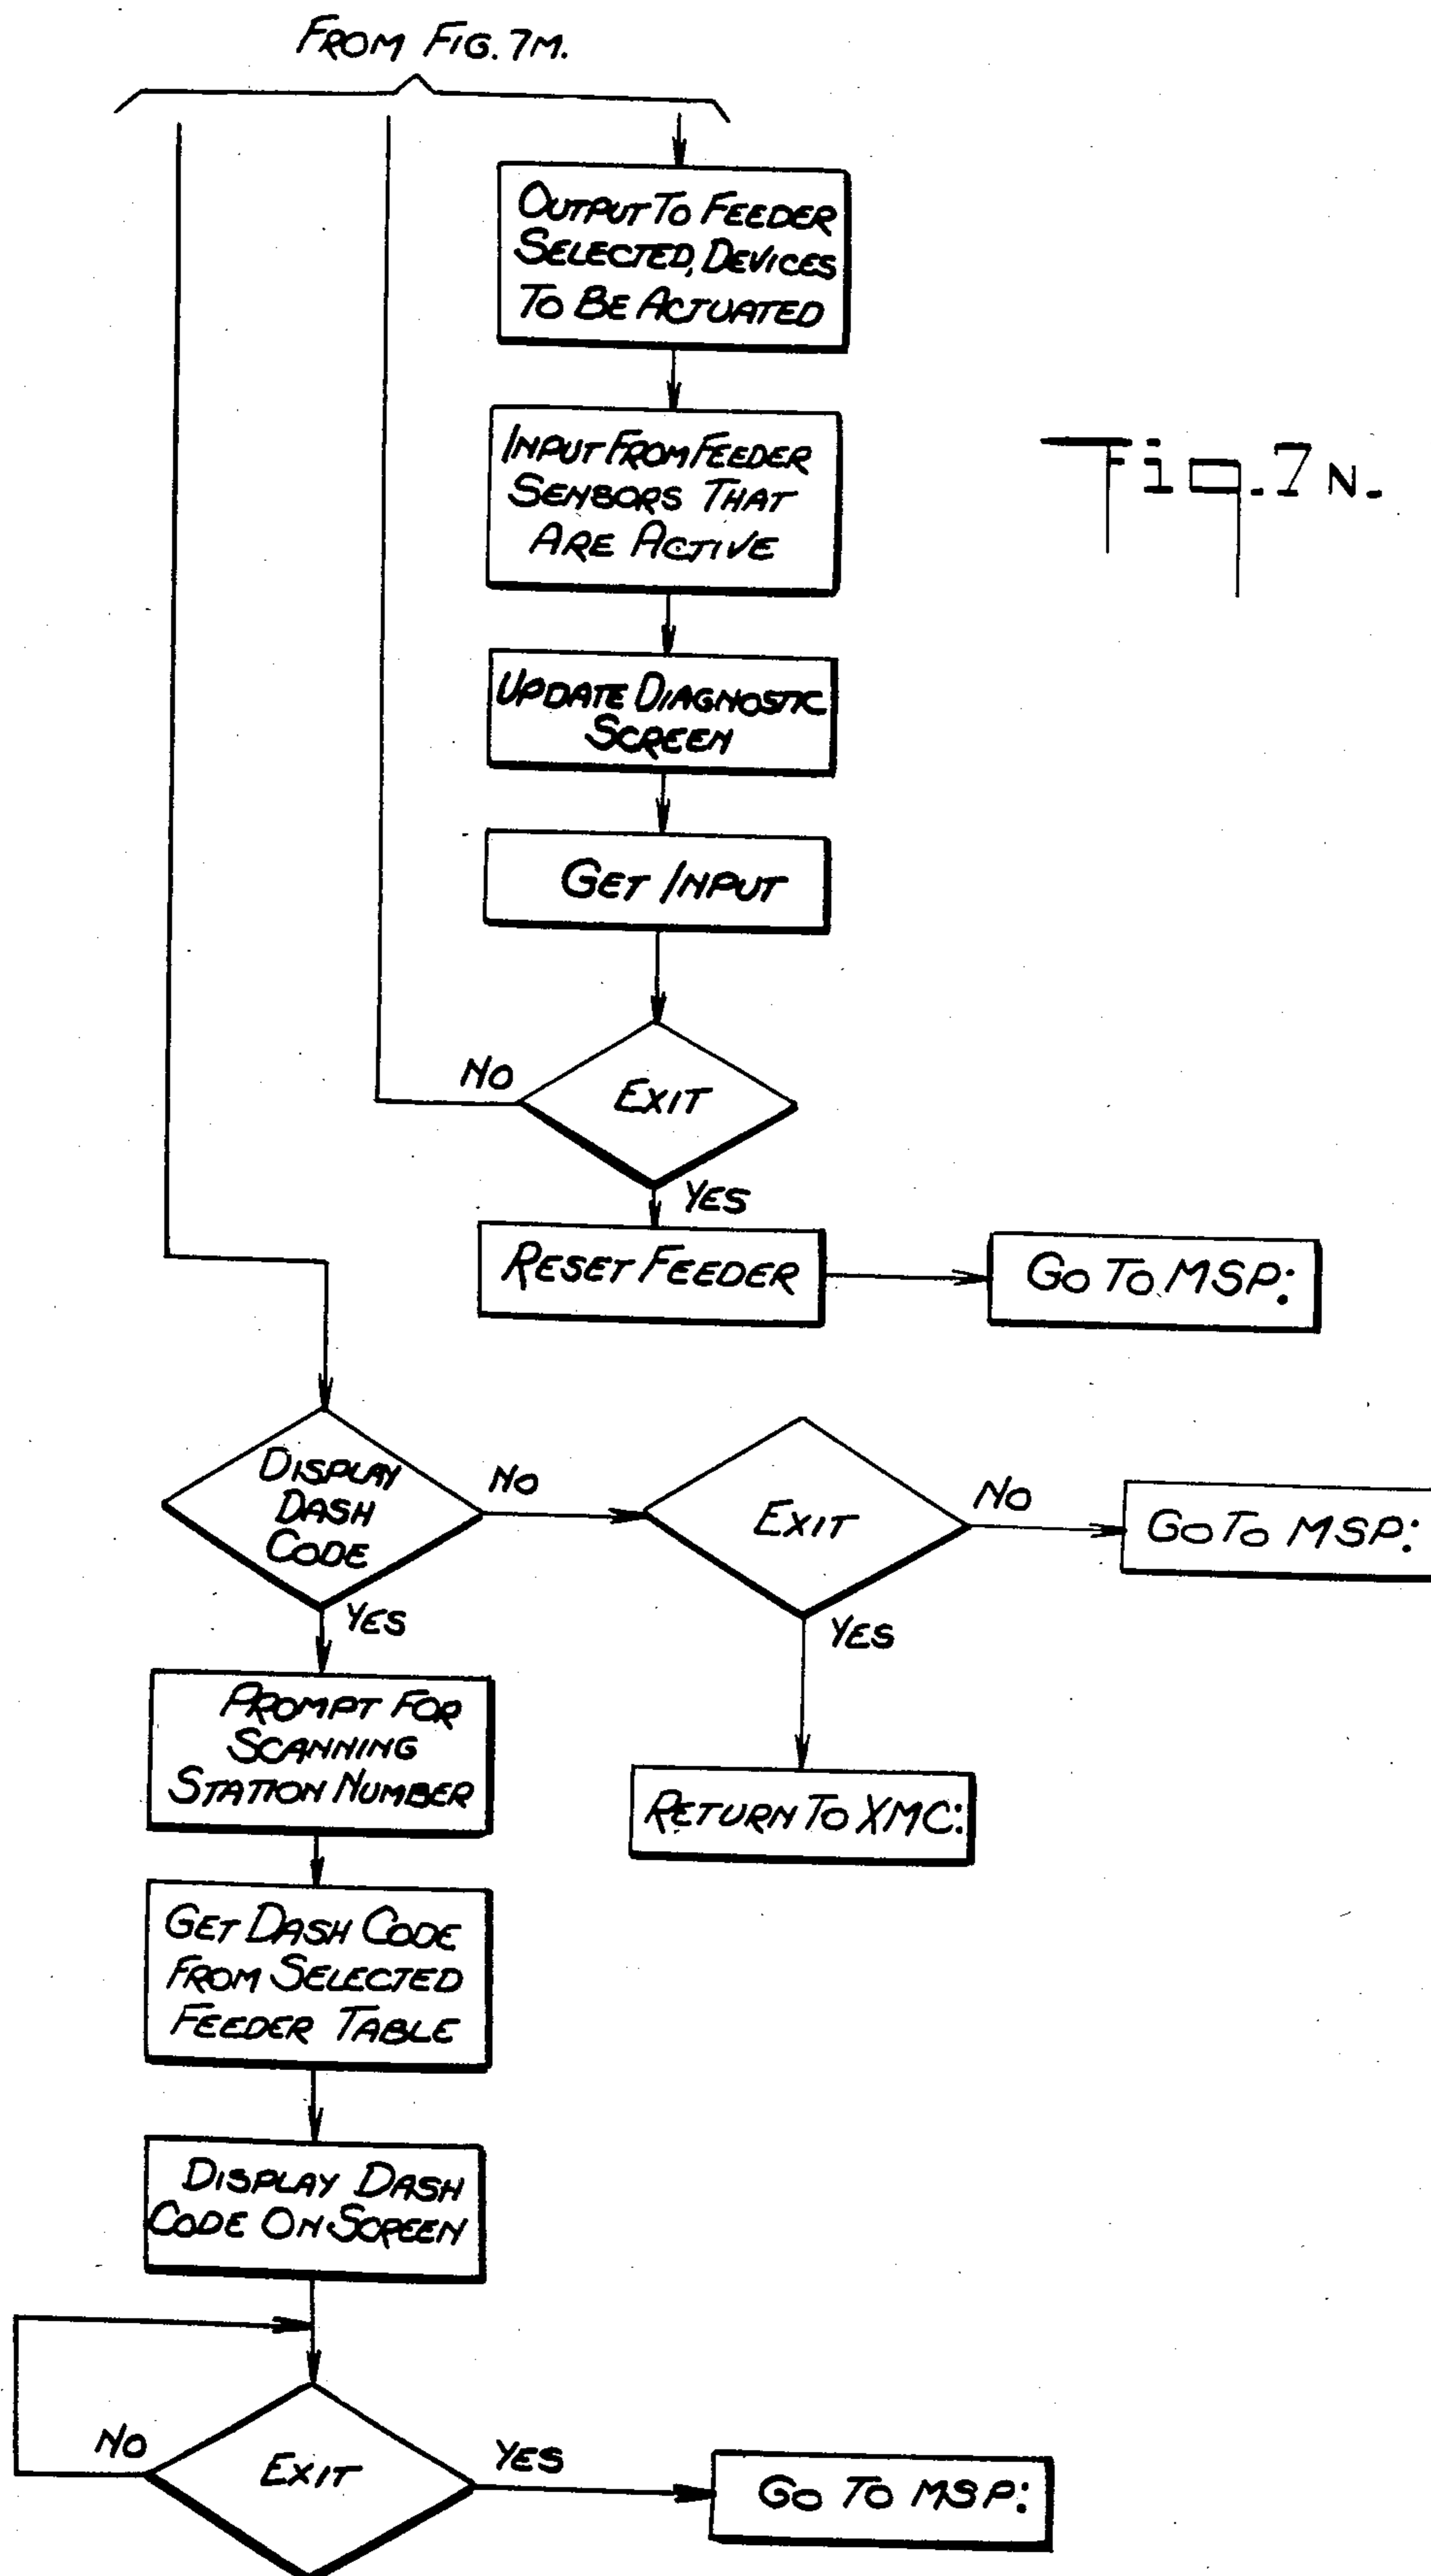 FROM FIG. 7M.
OUTPUT TO FEEDER
SELECTED, DEVICES
TO BE ACTUATED
INPUT FROM FEEDER
SENSORS THAT
ARE ACTIVE
Fig. 7N.
UPDATE DIAGNOSTIC
SCREEN
GET INPUT
NO
EXIT
YES
RESET FEEDER
GO TO MSP:
DISPLAY
DASH
CODE
NO
EXIT
NO
GO TO MSP:
YES
YES
PROMPT FOR
SCANNING
STATION NUMBER
RETURN TO XMC:
GET DASH CODE
FROM SELECTED
FEEDER TABLE
DISPLAY DASH
CODE ON SCREEN
NO
EXIT
YES
GO TO MSP: